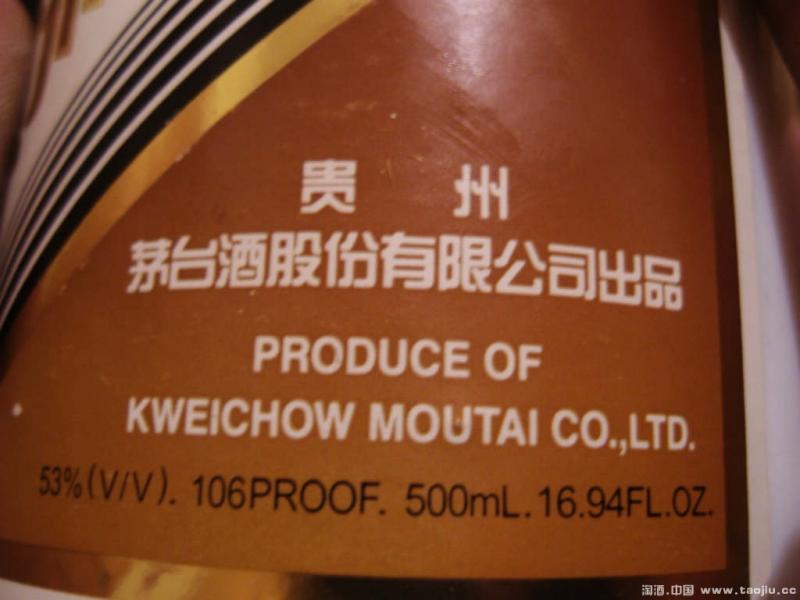 贵 州
茅台酒股份有限公司出品
PRODUCE OF
KWEICHOW MOUTAI CO.,LTD.
53%(V/V). 106PROOF. 500mL.16.94FL.OZ.
淘酒.中国 www.taojiu.cc